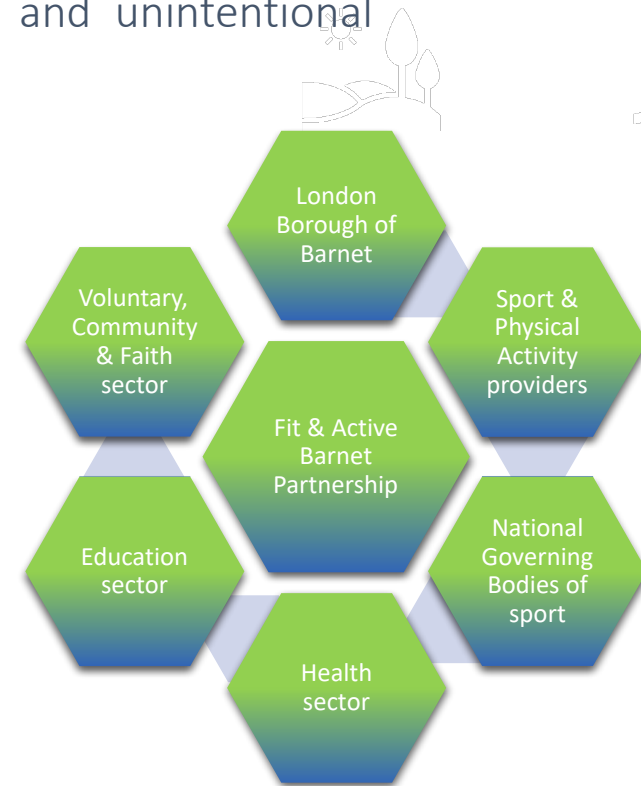 and unintentional
London
Borough of
Barnet
Voluntary,
Community
& Faith
sector
Sport &
Physical
Activity
providers
Fit & Active
Barnet
Partnership
Education
sector
National
Governing
Bodies of
sport
Health
sector